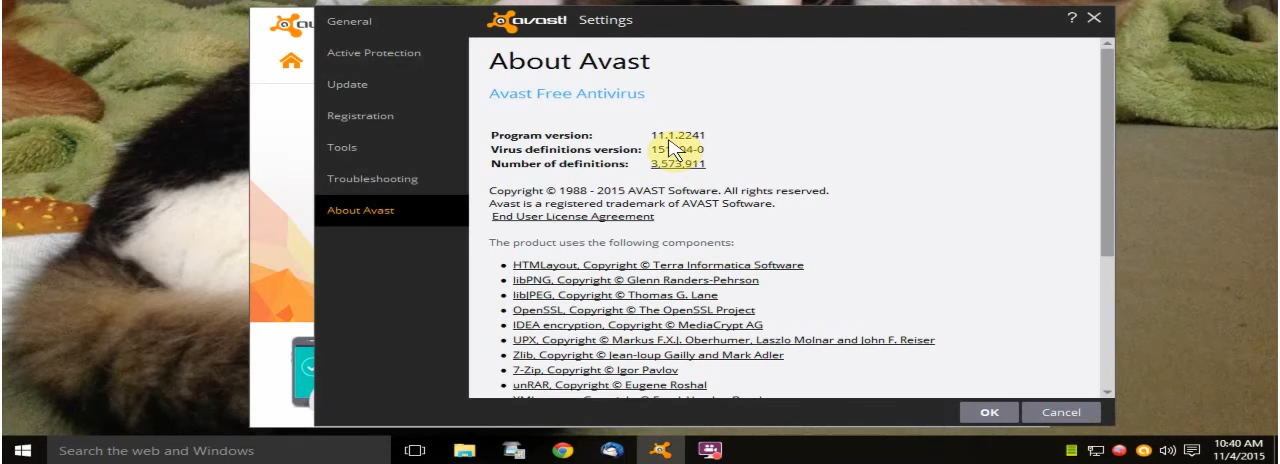 avast! Settings
?
General
Active Protection
Update
Registration
Tools
Troubleshooting
About Avast
About Avast
Avast Free Antivirus
Program version: 11.1.2241
Virus definitions version:
Number of definitions: 3,573,911
Copyright © 1988 - 2015 AVAST Software. All rights reserved.
Avast is a registered trademark of AVAST Software.
End User License Agreement
The product uses the following components:
• HTMLayout, Copyright © Terra Informatica Software
• libPNG, Copyright © Glenn Randers-Pehrson
• libJPEG, Copyright © Thomas G. Lane
• OpenSSL, Copyright © The OpenSSL Project
• IDEA encryption, Copyright © MediaCrypt AG
• UPX, Copyright © Markus F.X.J. Oberhumer, Laszlo Molnar and John F. Reiser
• Zlib, Copyright © Jean-loup Gailly and Mark Adler
• 7-Zip, Copyright © Igor Pavlov
• unRAR, Copyright © Eugene Roshal
OK Cancel
Search the web and Windows
10:40 AM
11/4/2015